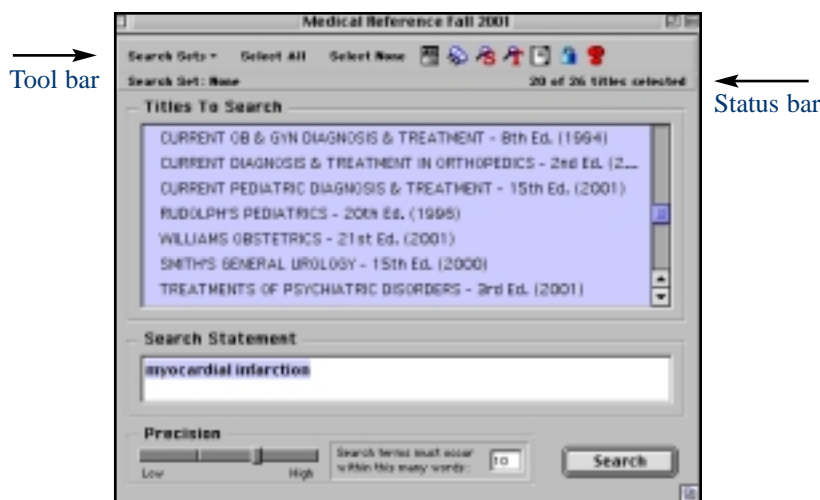 Medical Reference Fall 2001
Tool bar
Search Sets Select All Select None
Search Set: None 20 of 26 titles selected
Status bar
Titles To Search
CURRENT OB & GYN DIAGNOSIS & TREATMENT - 8th Ed. (1994)
CURRENT DIAGNOSIS & TREATMENT IN ORTHOPEDICS - 2nd Ed. (2...
CURRENT PEDIATRIC DIAGNOSIS & TREATMENT - 15th Ed. (2001)
RUDOLPH'S PEDIATRICS - 20th Ed. (1996)
WILLIAMS OBSTETRICS - 21st Ed. (2001)
SMITH'S GENERAL UROLOGY - 15th Ed. (2000)
TREATMENTS OF PSYCHIATRIC DISORDERS - 3rd Ed. (2001)
Search Statement
myocardial infarction
Precision
Low High
Search terms must occur
within this many words: 10
Search